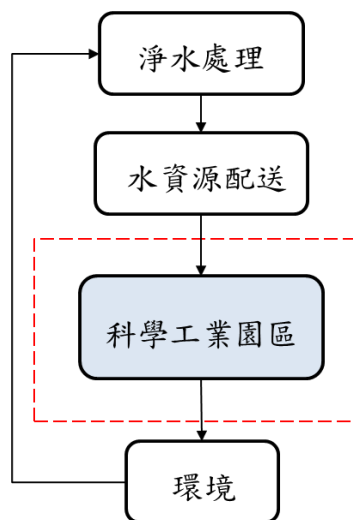 淨水處理
水資源配送
科學工業園區
環境